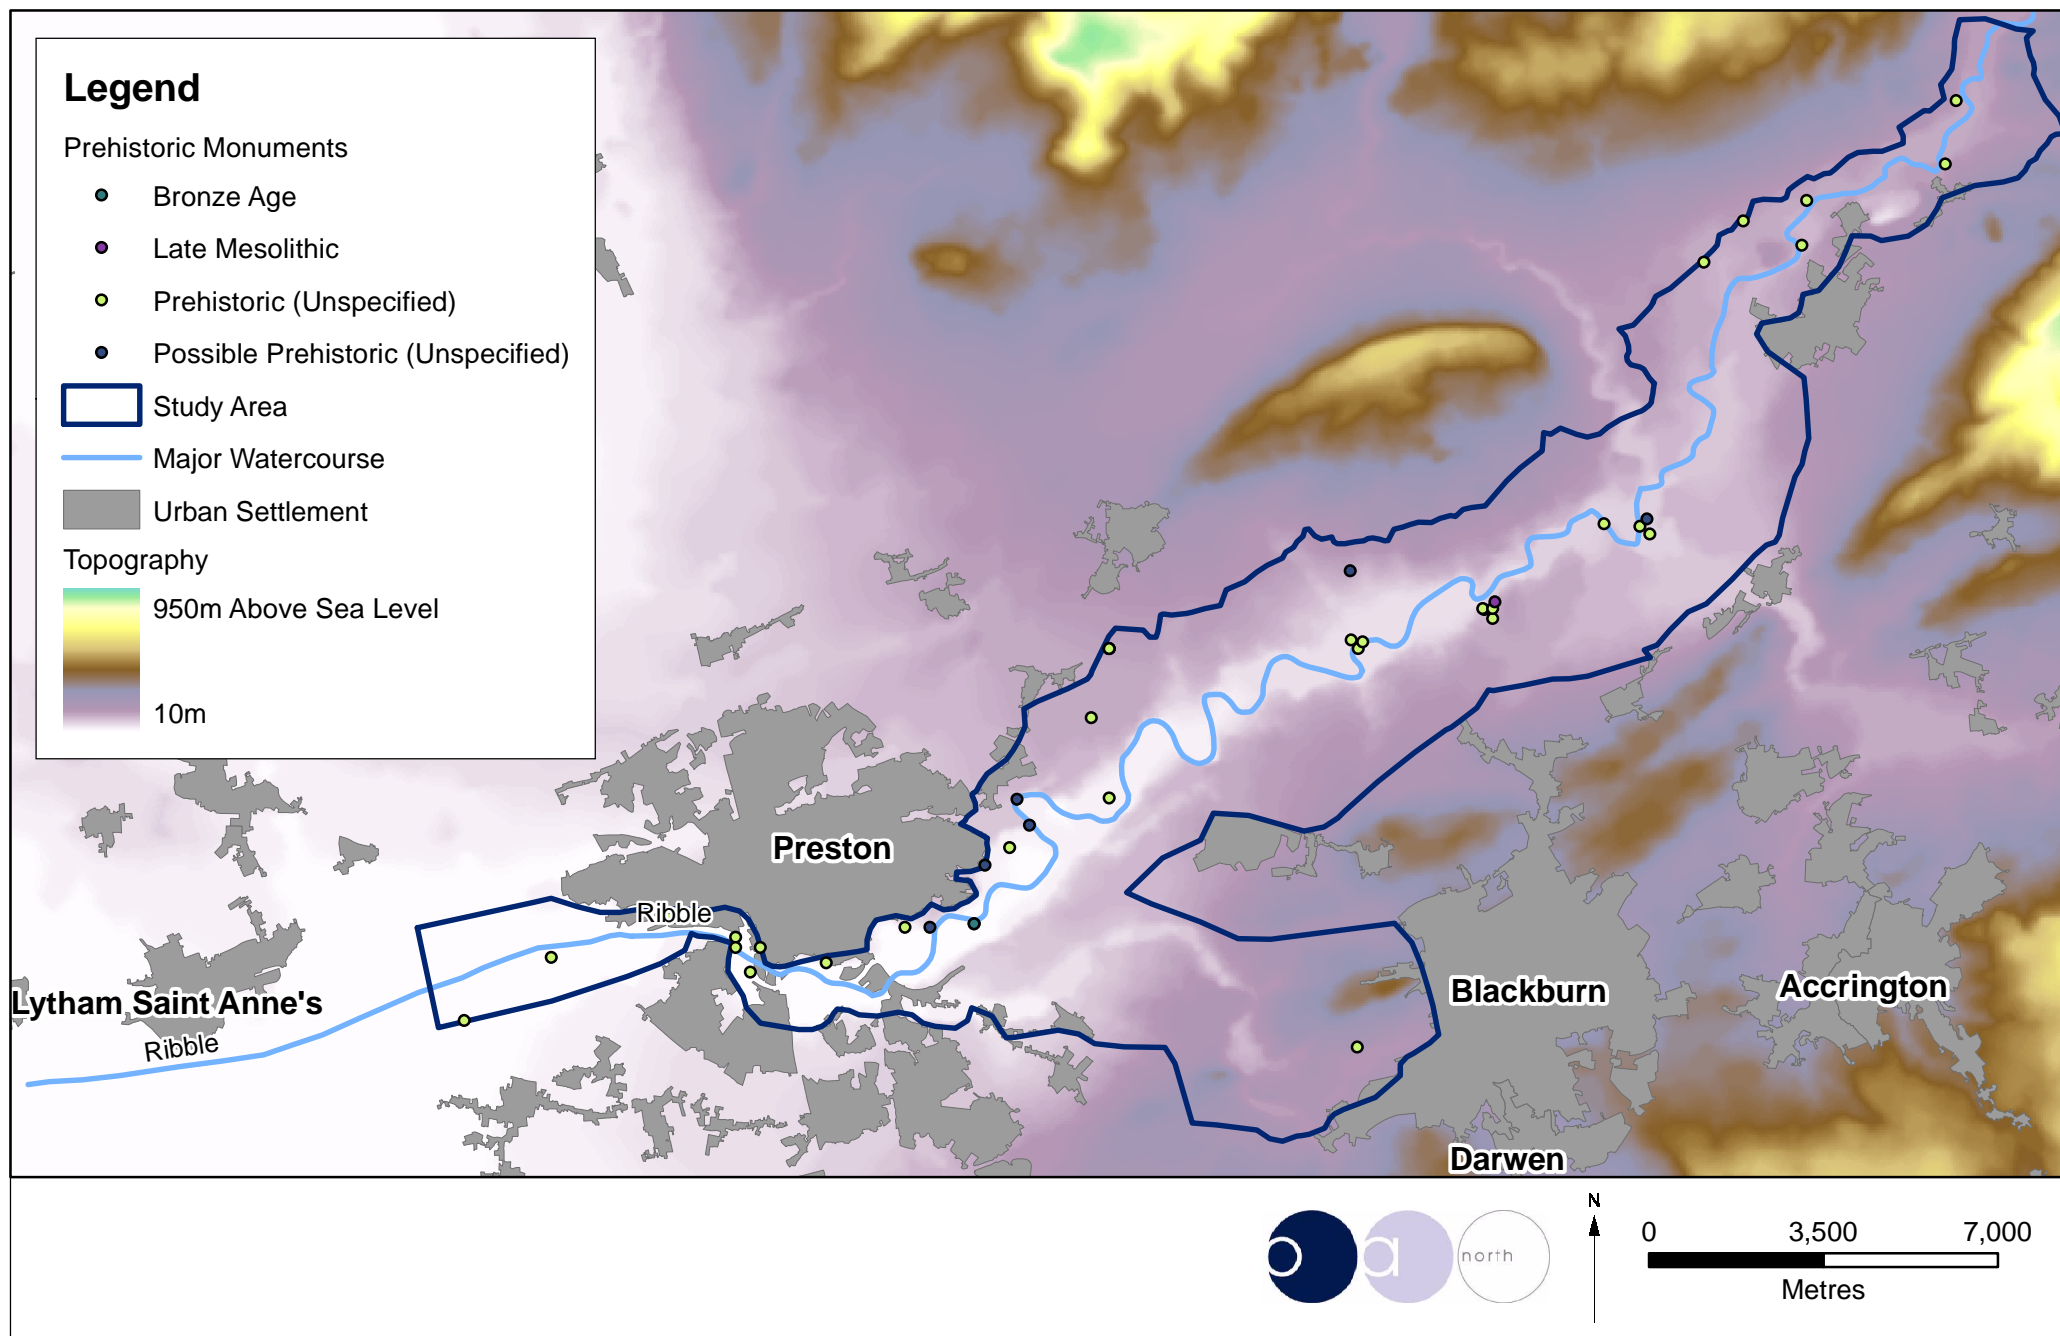 Legend
Prehistoric Monuments
Bronze Age
Late Mesolithic
Prehistoric (Unspecified)
Possible Prehistoric (Unspecified)
Study Area
Major Watercourse
Urban Settlement
Topography
950m Above Sea Level
10m
Preston
Ribble
Lytham Saint Anne's
Ribble
Blackburn
Accrington
Darwen
o a north
N
0 3,500 7,000
Metres